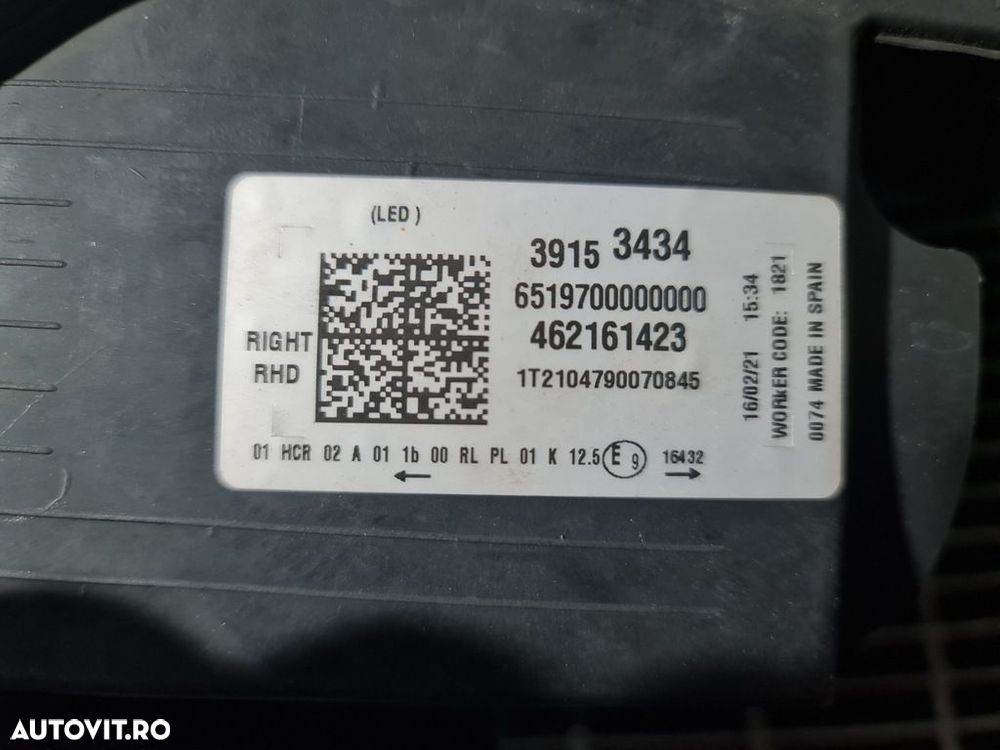 (LED )
3915 3434
6519700000000
462161423
1T2104790070845
RIGHT
RHD
01 HCR 02 A 01 1b 00 RL PL 01 K 12.5 E 9 16432
16/02/21 15:34
WORKER CODE: 1821
0074 MADE IN SPAIN
AUTOVIT.RO